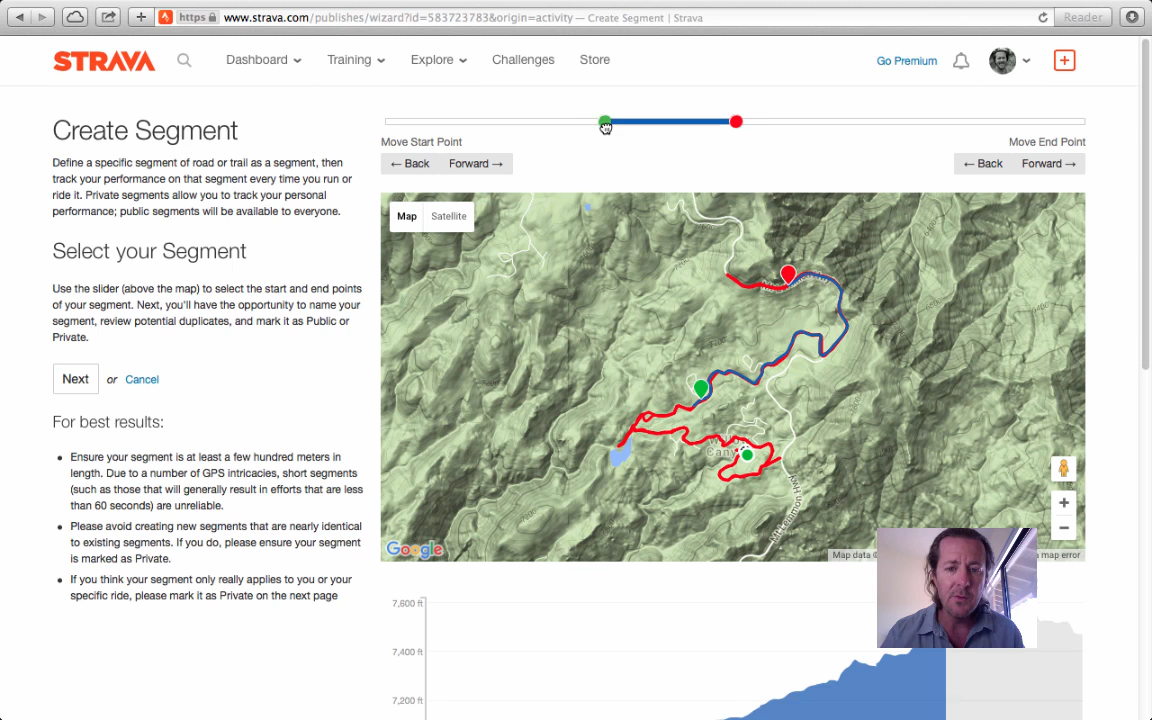 https www.strava.com/publishes/wizard?id=583723783&origin=activity — Create Segment | Strava Reader
STRAVA Dashboard Training Explore Challenges Store Go Premium
Create Segment
Define a specific segment of road or trail as a segment, then
track your performance on that segment every time you run or
ride it. Private segments allow you to track your personal
performance; public segments will be available to everyone.
Select your Segment
Use the slider (above the map) to select the start and end points
of your segment. Next, you'll have the opportunity to name your
segment, review potential duplicates, and mark it as Public or
Private.
Next or Cancel
For best results:
Ensure your segment is at least a few hundred meters in
length. Due to a number of GPS intricacies, short segments
(such as those that will generally result in efforts that are less
than 60 seconds) are unreliable.
Please avoid creating new segments that are nearly identical
to existing segments. If you do, please ensure your segment
is marked as Private.
If you think your segment only really applies to you or your
specific ride, please mark it as Private on the next page
Move Start Point Move End Point
← Back Forward → ← Back Forward →
Map Satellite
Hwy
Google
Map data © a map error
7,600 ft
7,400 ft
7,200 ft